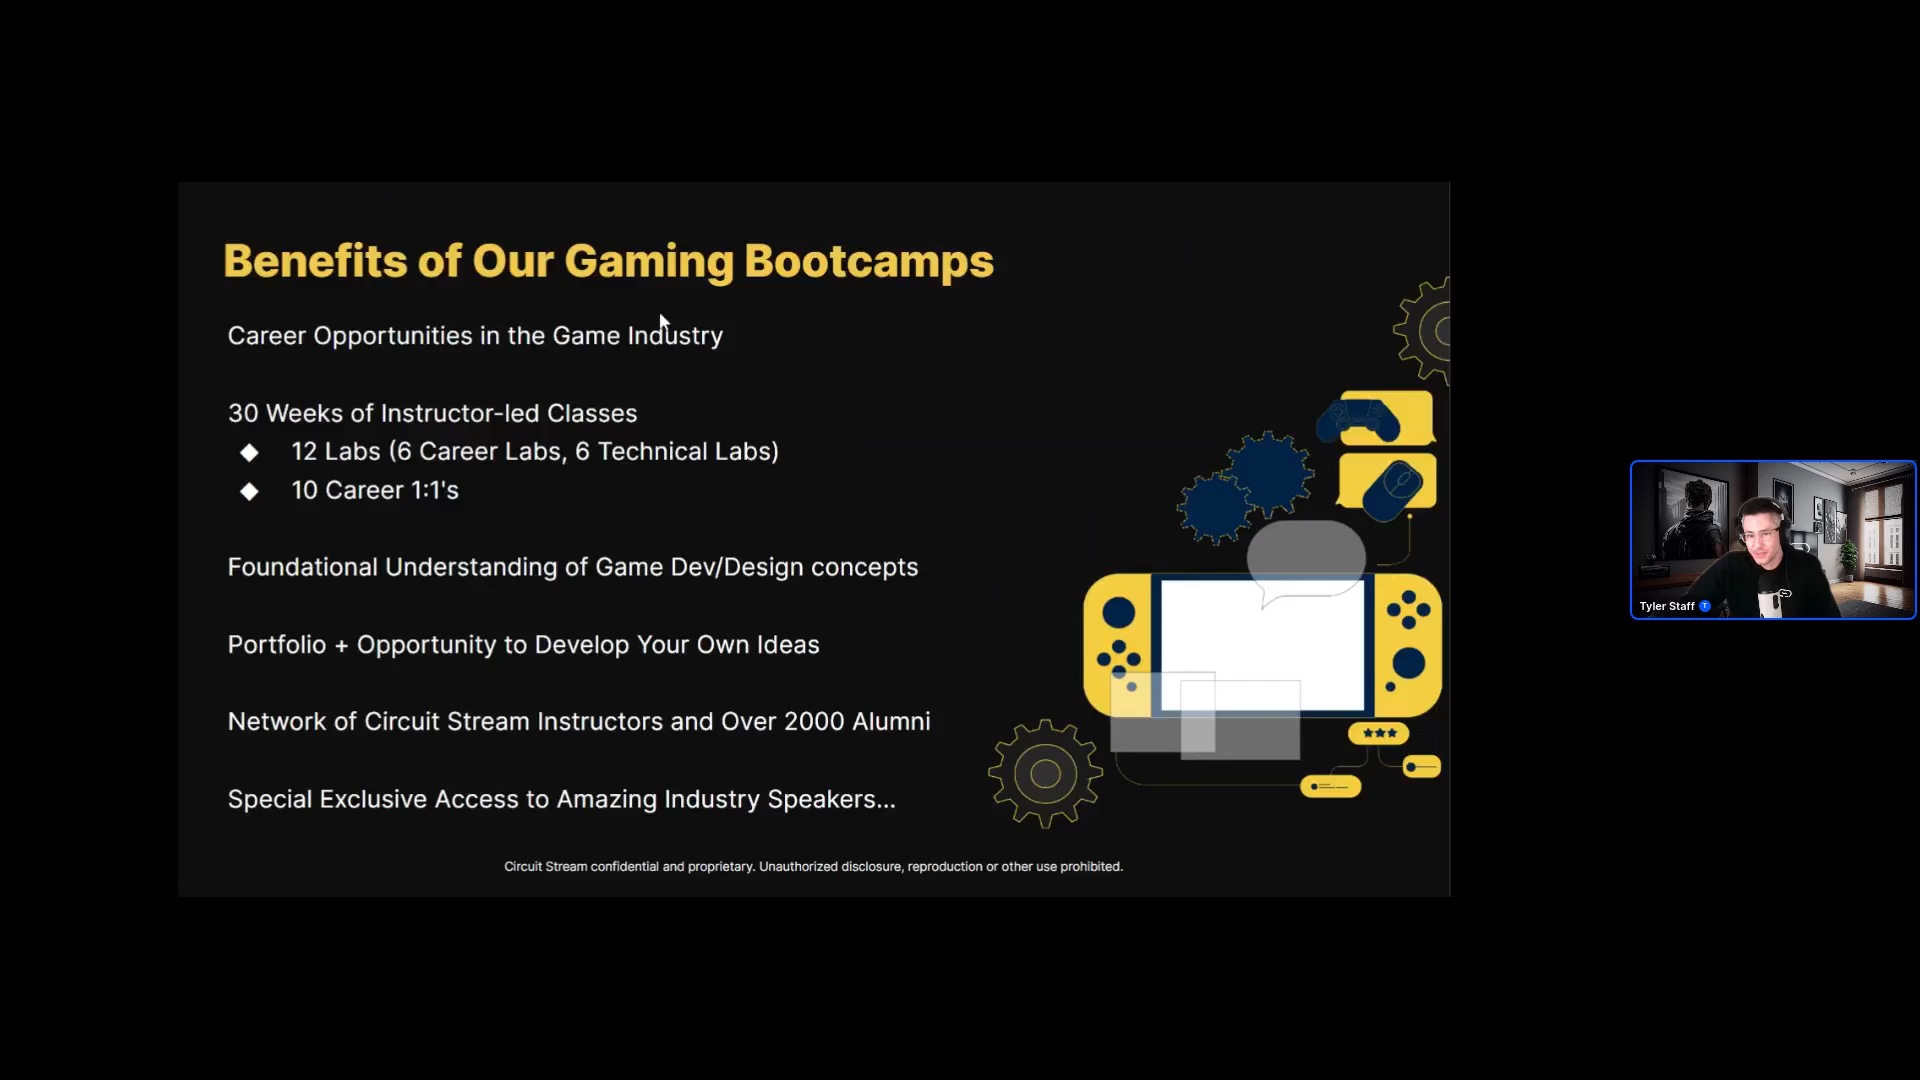 Benefits of Our Gaming Bootcamps
Career Opportunities in the Game Industry
30 Weeks of Instructor-led Classes
◆ 12 Labs (6 Career Labs, 6 Technical Labs)
◆ 10 Career 1:1's
Foundational Understanding of Game Dev/Design concepts
Portfolio + Opportunity to Develop Your Own Ideas
Network of Circuit Stream Instructors and Over 2000 Alumni
Special Exclusive Access to Amazing Industry Speakers...
Circuit Stream confidential and proprietary. Unauthorized disclosure, reproduction or other use prohibited.
Tyler Staff T